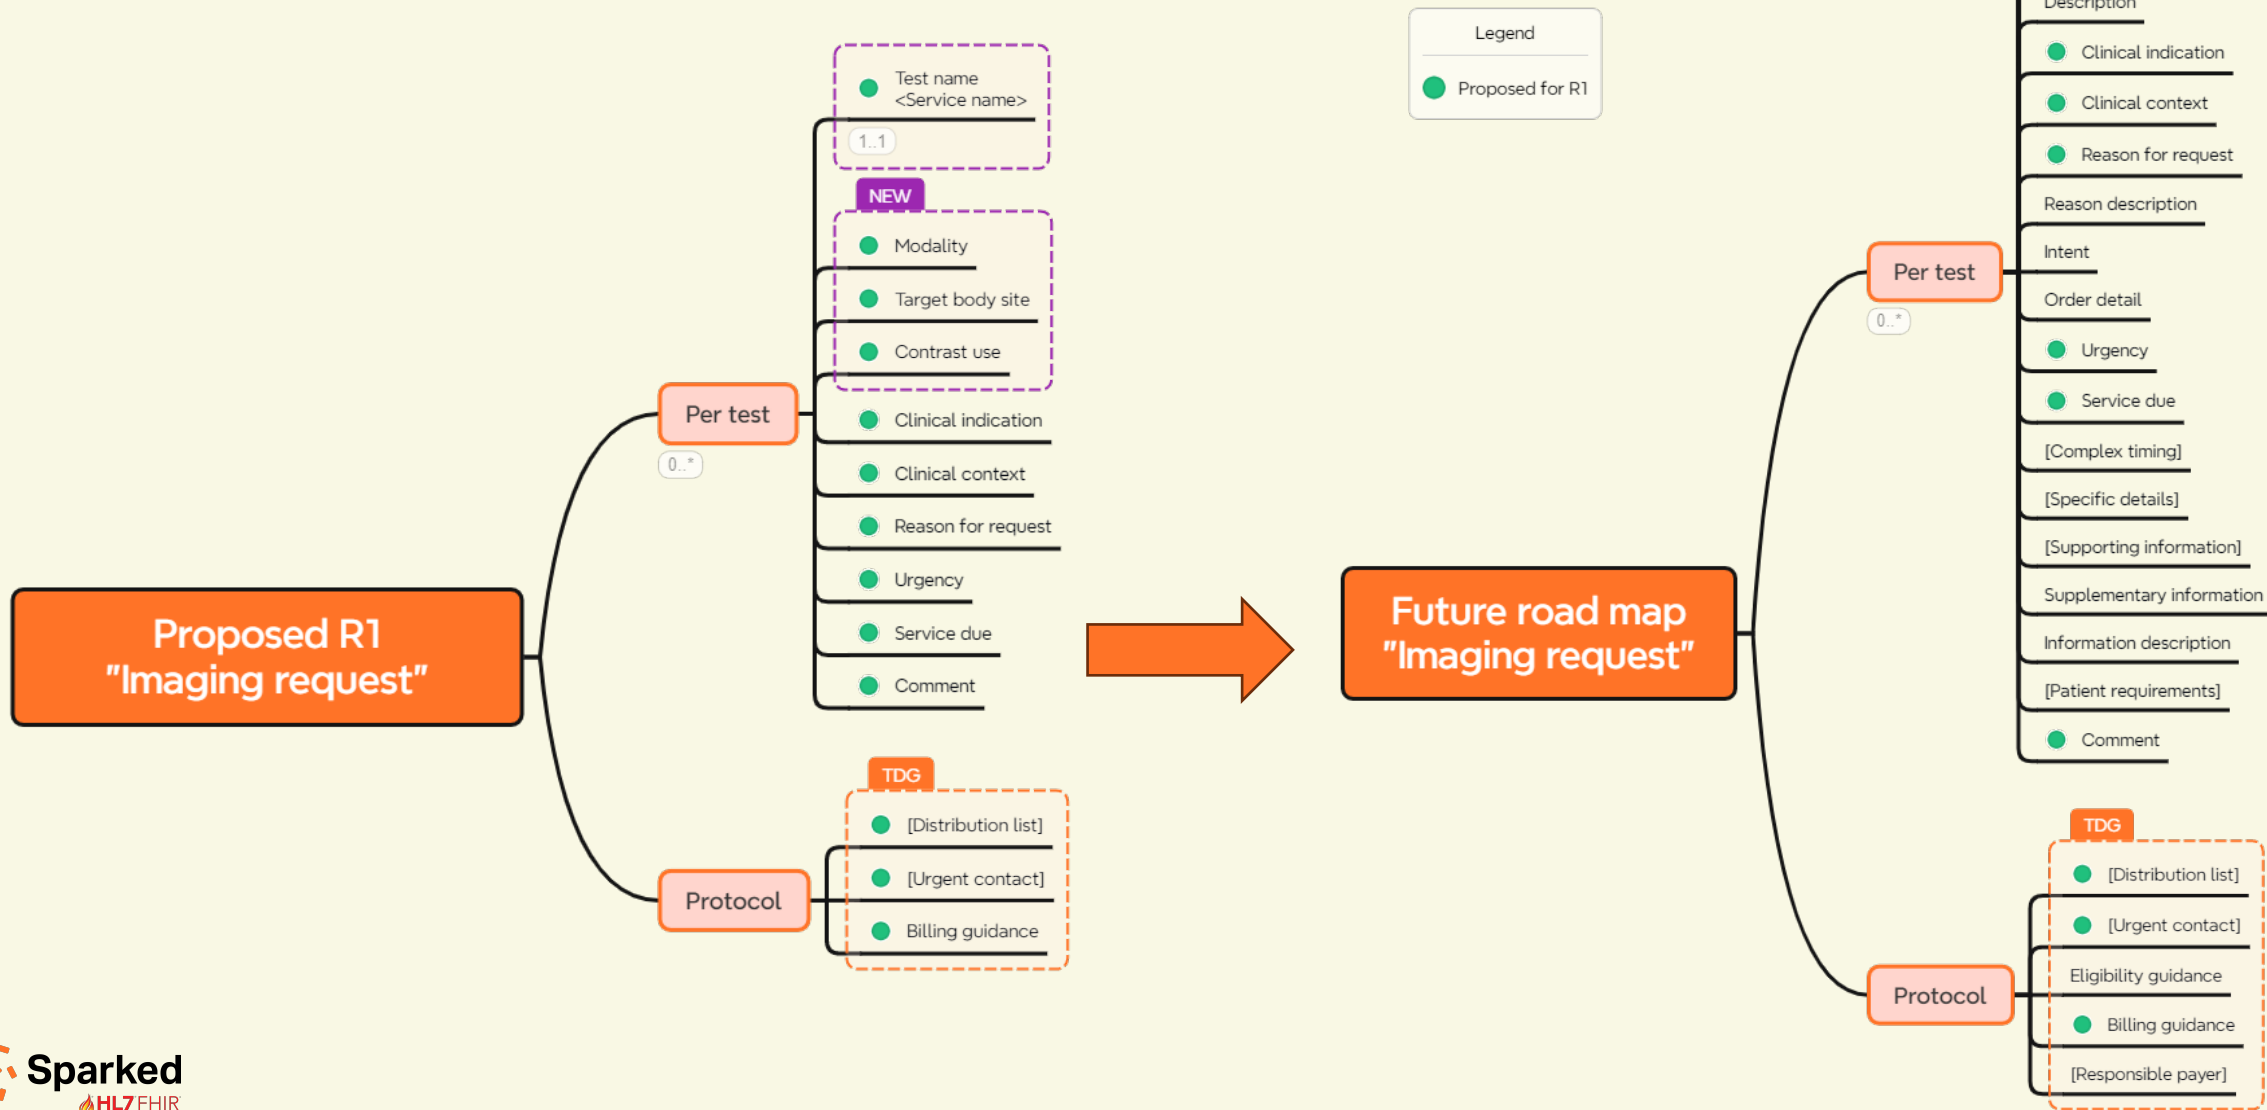 Test name
<Service name>
1..1
NEW
Modality
Target body site
Contrast use
Per test
0..*
Clinical indication
Clinical context
Reason for request
Urgency
Service due
Comment
Proposed R1
"Imaging request"
TDG
[Distribution list]
[Urgent contact]
Billing guidance
Protocol
Legend
Proposed for R1
Description
Clinical indication
Clinical context
Reason for request
Reason description
Intent
Per test
0..*
Order detail
Urgency
Service due
[Complex timing]
[Specific details]
[Supporting information]
Supplementary information
Information description
[Patient requirements]
Comment
Future road map
"Imaging request"
TDG
[Distribution list]
[Urgent contact]
Eligibility guidance
Protocol
Billing guidance
[Responsible payer]
Sparked
HL7 FHIR